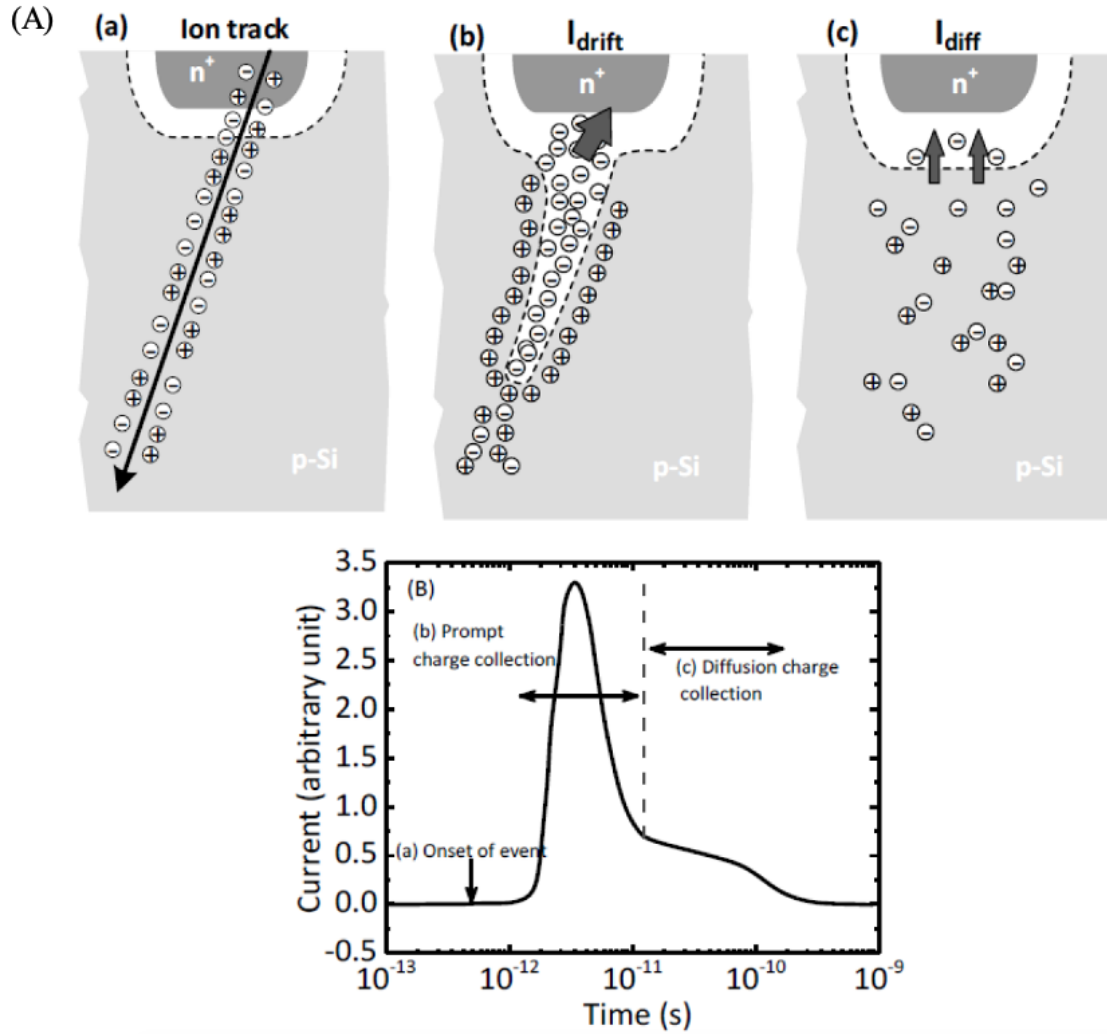 (A)
(a) Ion track
n+
p-Si
(b) Idrift
n+
p-Si
(c) Idiff
n+
p-Si
(B)
(b) Prompt
charge collection
(c) Diffusion charge
collection
(a) Onset of event
Current (arbitrary unit)
3.5
3.0
2.5
2.0
1.5
1.0
0.5
0.0
-0.5
10-13
10-12
10-11
10-10
10-9
Time (s)